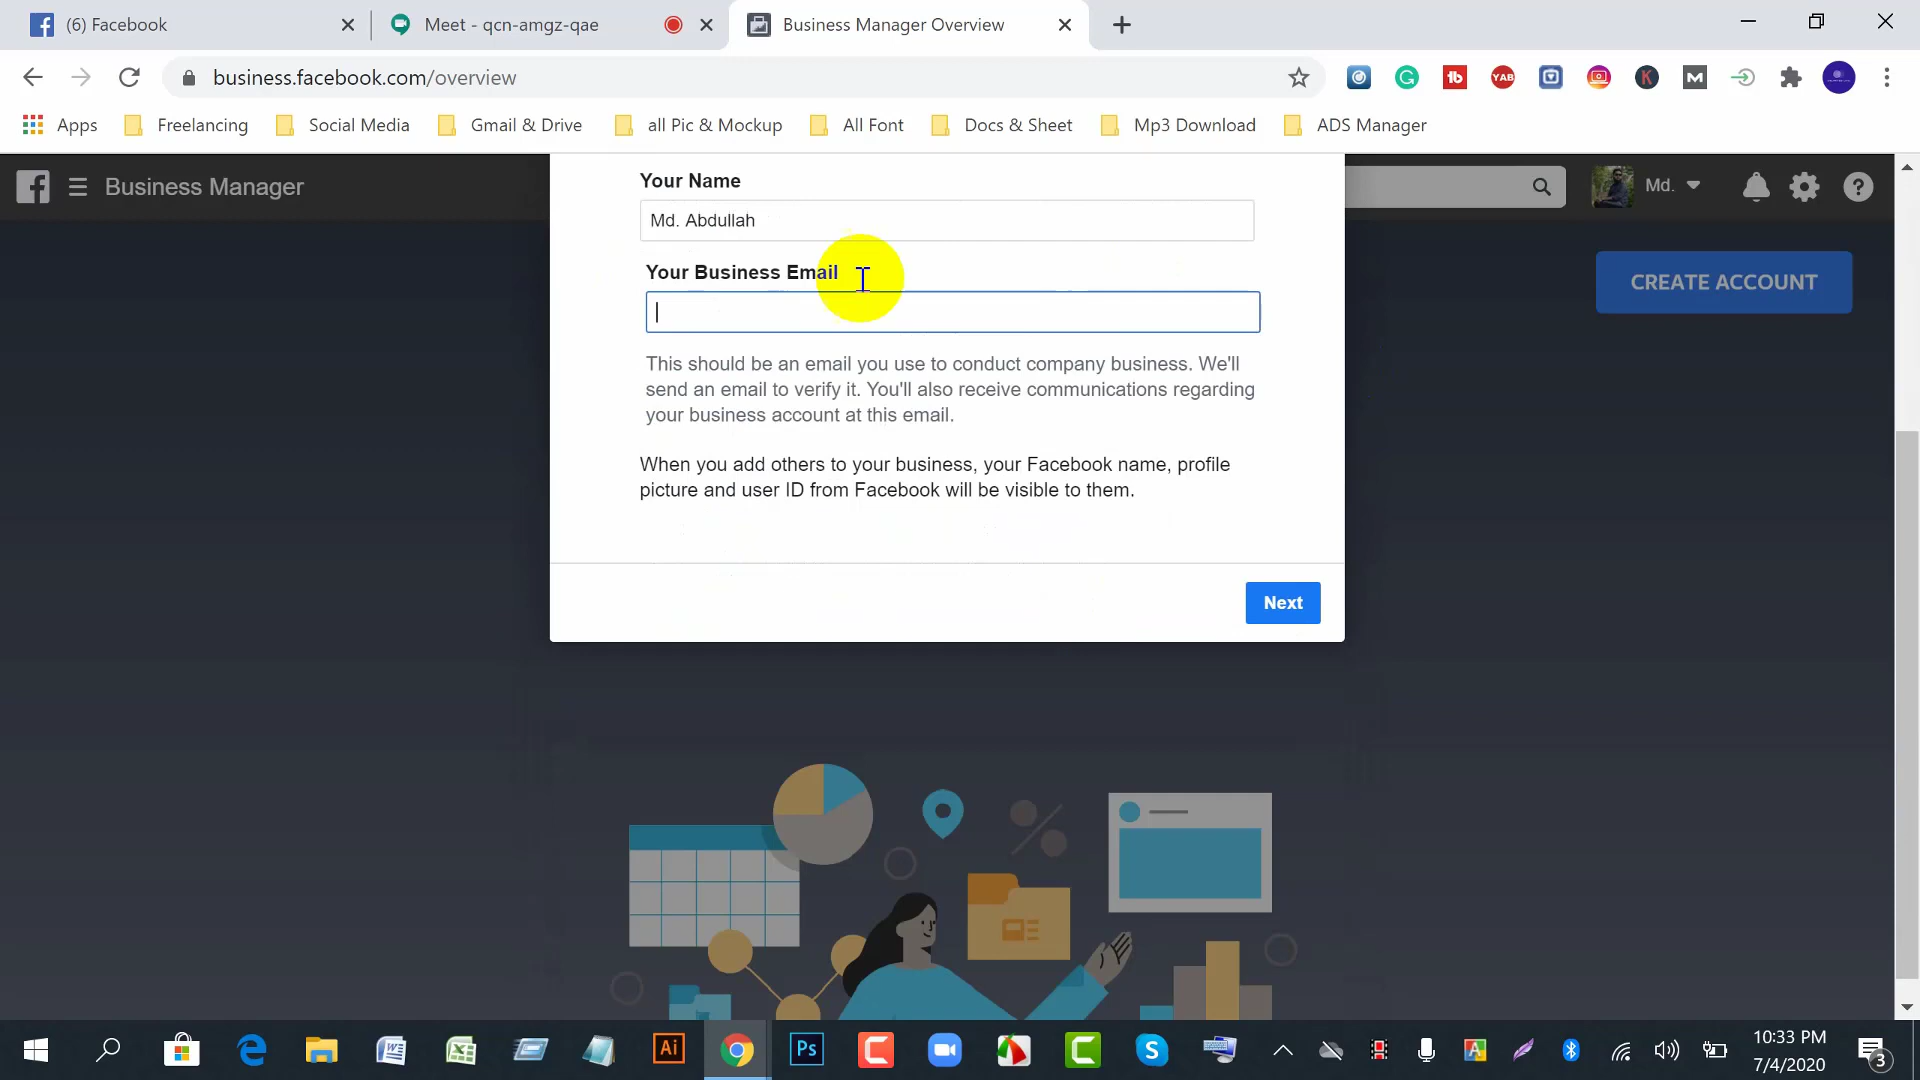 (6) Facebook
Meet - qcn-amgz-qae
Business Manager Overview
business.facebook.com/overview
YAB
Apps
Freelancing
Social Media
Gmail & Drive
all Pic & Mockup
All Font
Docs & Sheet
Mp3 Download
ADS Manager
Business Manager
Md.
CREATE ACCOUNT
Your Name
Md. Abdullah
Your Business Email
This should be an email you use to conduct company business. We'll
send an email to verify it. You'll also receive communications regarding
your business account at this email.
When you add others to your business, your Facebook name, profile
picture and user ID from Facebook will be visible to them.
Next
Ai
Ps
10:33 PM
7/4/2020
3